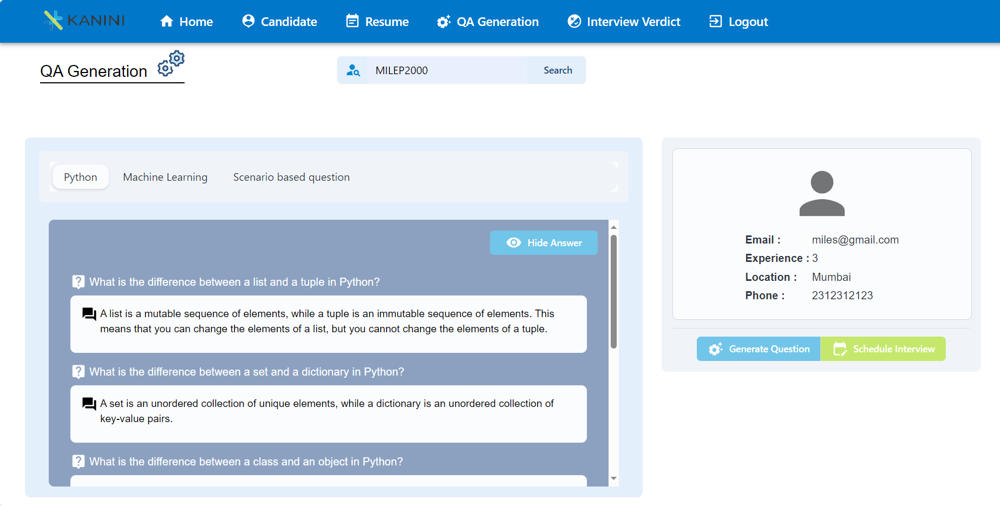 KANINI
Home
Candidate
Resume
QA Generation
Interview Verdict
Logout
QA Generation
MILEP2000
Search
Python
Machine Learning
Scenario based question
Hide Answer
What is the difference between a list and a tuple in Python?
A list is a mutable sequence of elements, while a tuple is an immutable sequence of elements. This
means that you can change the elements of a list, but you cannot change the elements of a tuple.
What is the difference between a set and a dictionary in Python?
A set is an unordered collection of unique elements, while a dictionary is an unordered collection of
key-value pairs.
What is the difference between a class and an object in Python?
Email : miles@gmail.com
Experience : 3
Location : Mumbai
Phone : 2312312123
Generate Question
Schedule Interview